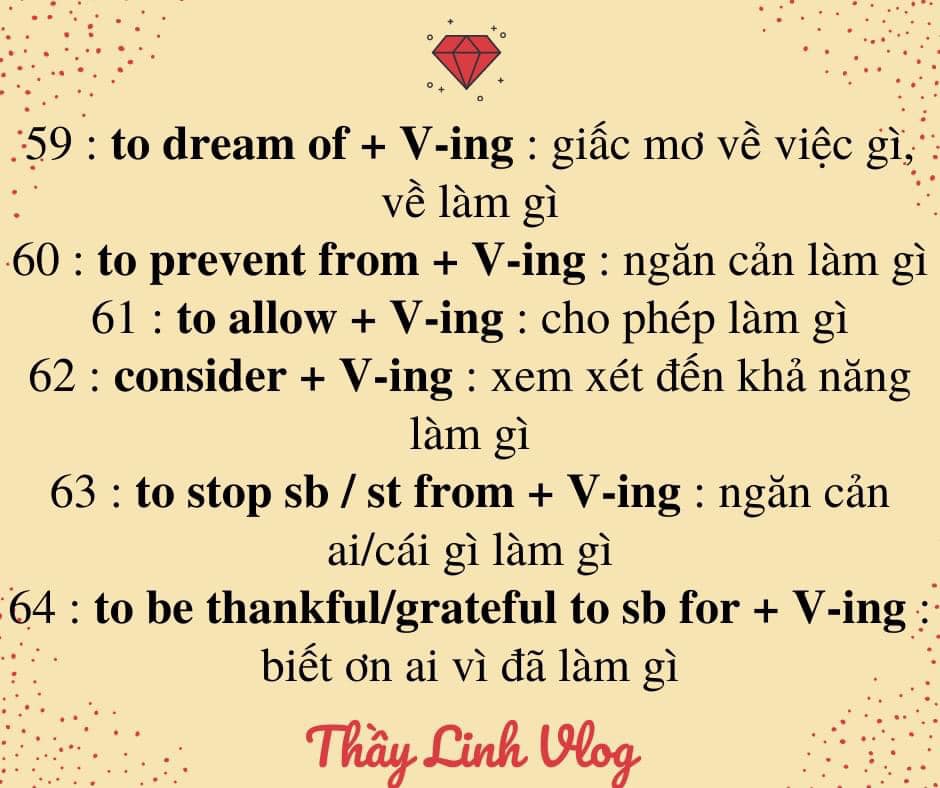 59 : to dream of + V-ing : giấc mơ về việc gì,
về làm gì
60 : to prevent from + V-ing : ngăn cản làm gì
61 : to allow + V-ing : cho phép làm gì
62 : consider + V-ing : xem xét đến khả năng
làm gì
63 : to stop sb / st from + V-ing : ngăn cản
ai/cái gì làm gì
64 : to be thankful/grateful to sb for + V-ing :
biết ơn ai vì đã làm gì
Thầy Linh Vlog